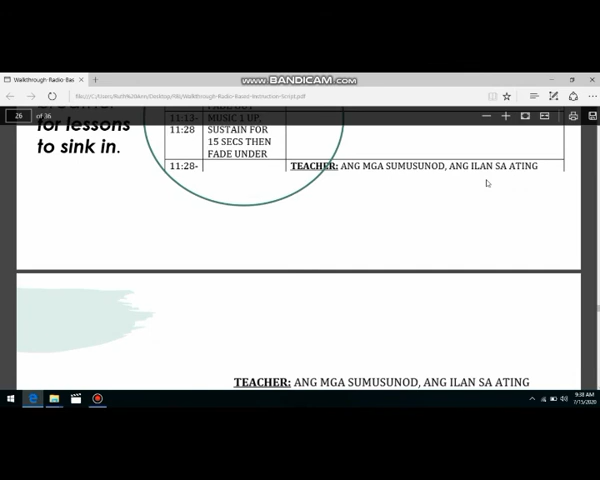 www.BANDICAM.com
Walkthrough-Radio-Bas
26 of 36
for lessons
to sink in.
11:13- MUSIC 1 UP,
11:28 SUSTAIN FOR
15 SECS THEN
FADE UNDER
11:28- TEACHER: ANG MGA SUMUSUNOD, ANG ILAN SA ATING
TEACHER: ANG MGA SUMUSUNOD, ANG ILAN SA ATING
9:38 AM
7/15/2020